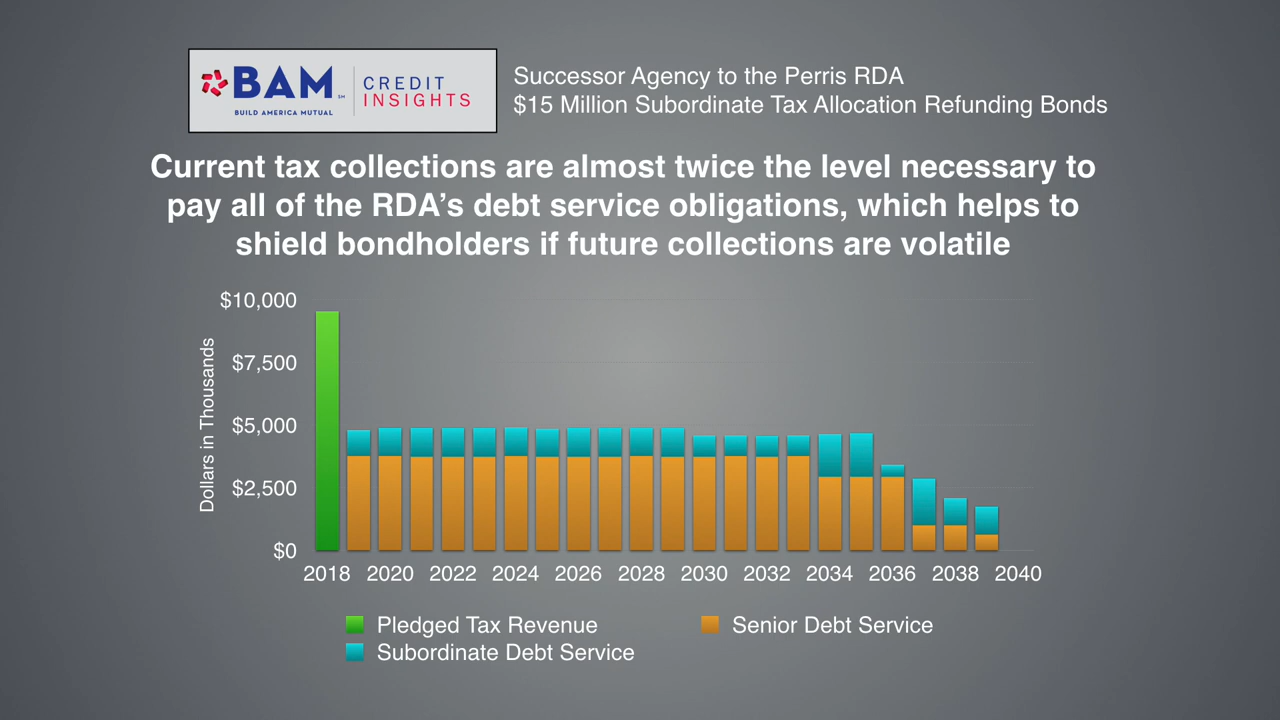 BAM SM
BUILD AMERICA MUTUAL
CREDIT
INSIGHTS
Successor Agency to the Perris RDA
$15 Million Subordinate Tax Allocation Refunding Bonds
Current tax collections are almost twice the level necessary to
pay all of the RDA’s debt service obligations, which helps to
shield bondholders if future collections are volatile
Dollars in Thousands
$10,000
$7,500
$5,000
$2,500
$0
2018 2020 2022 2024 2026 2028 2030 2032 2034 2036 2038 2040
Pledged Tax Revenue
Senior Debt Service
Subordinate Debt Service